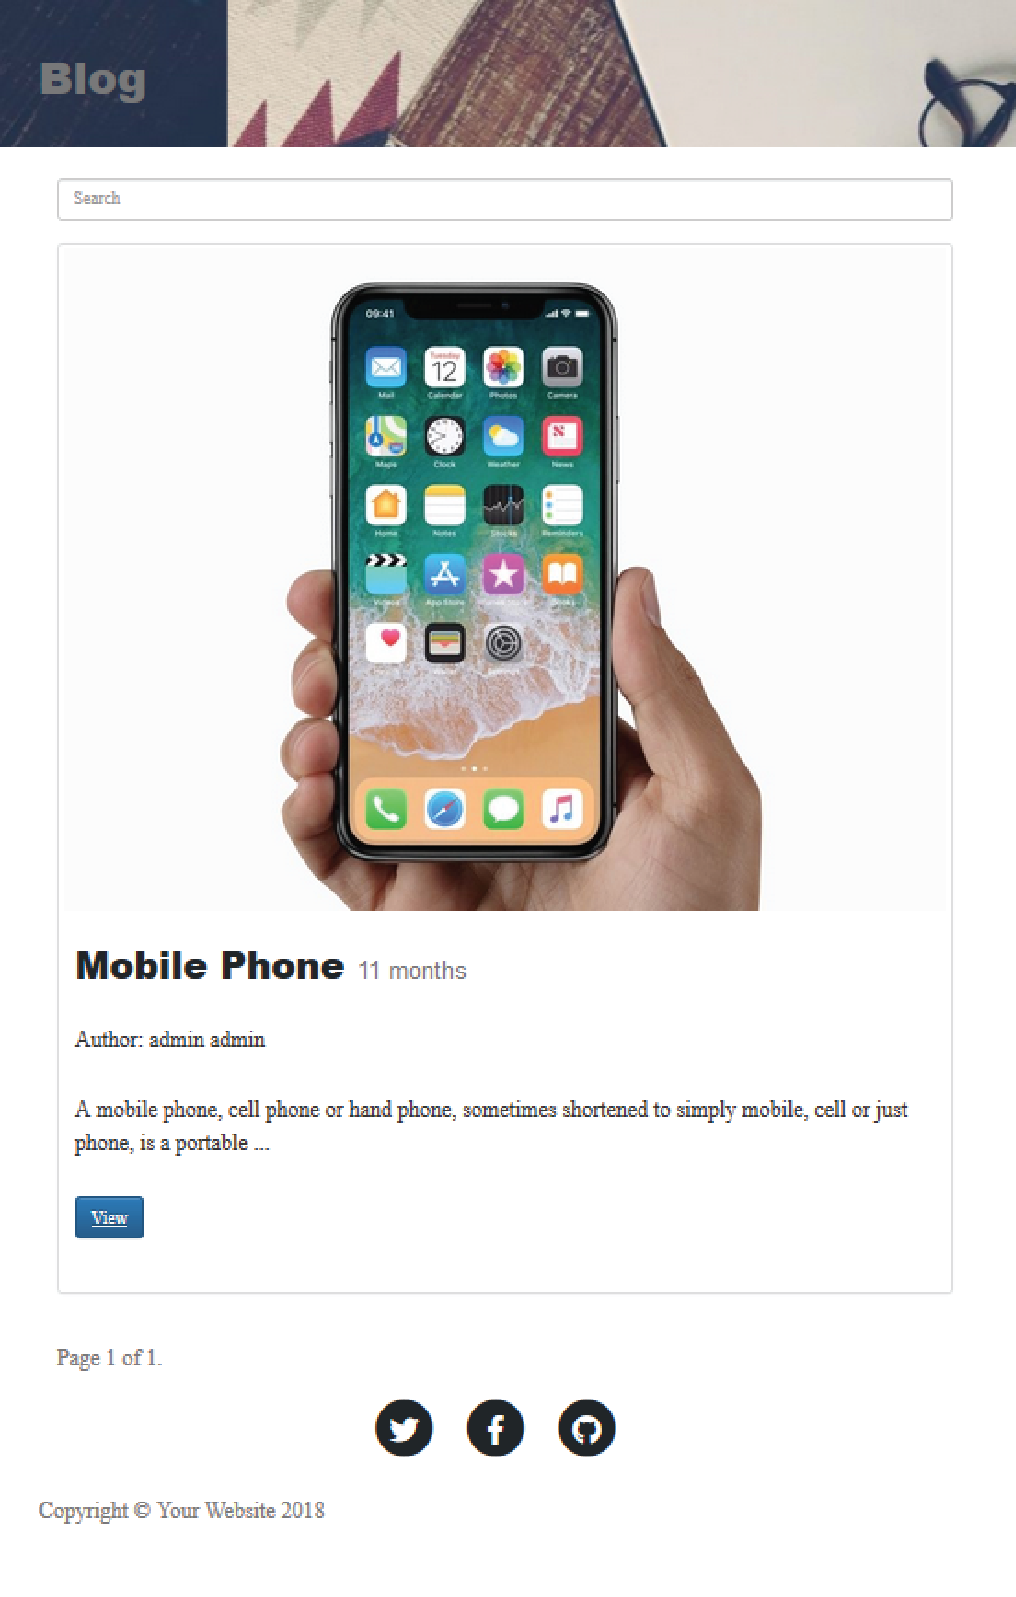 Blog
Search
09:41
Tuesday
12
Mail Calendar Photos Camera
Maps Clock Weather News
Home Notes Stocks Reminders
Videos App Store
Mobile Phone 11 months
Author: admin admin
A mobile phone, cell phone or hand phone, sometimes shortened to simply mobile, cell or just
phone, is a portable ...
View
Page 1 of 1.
Copyright © Your Website 2018